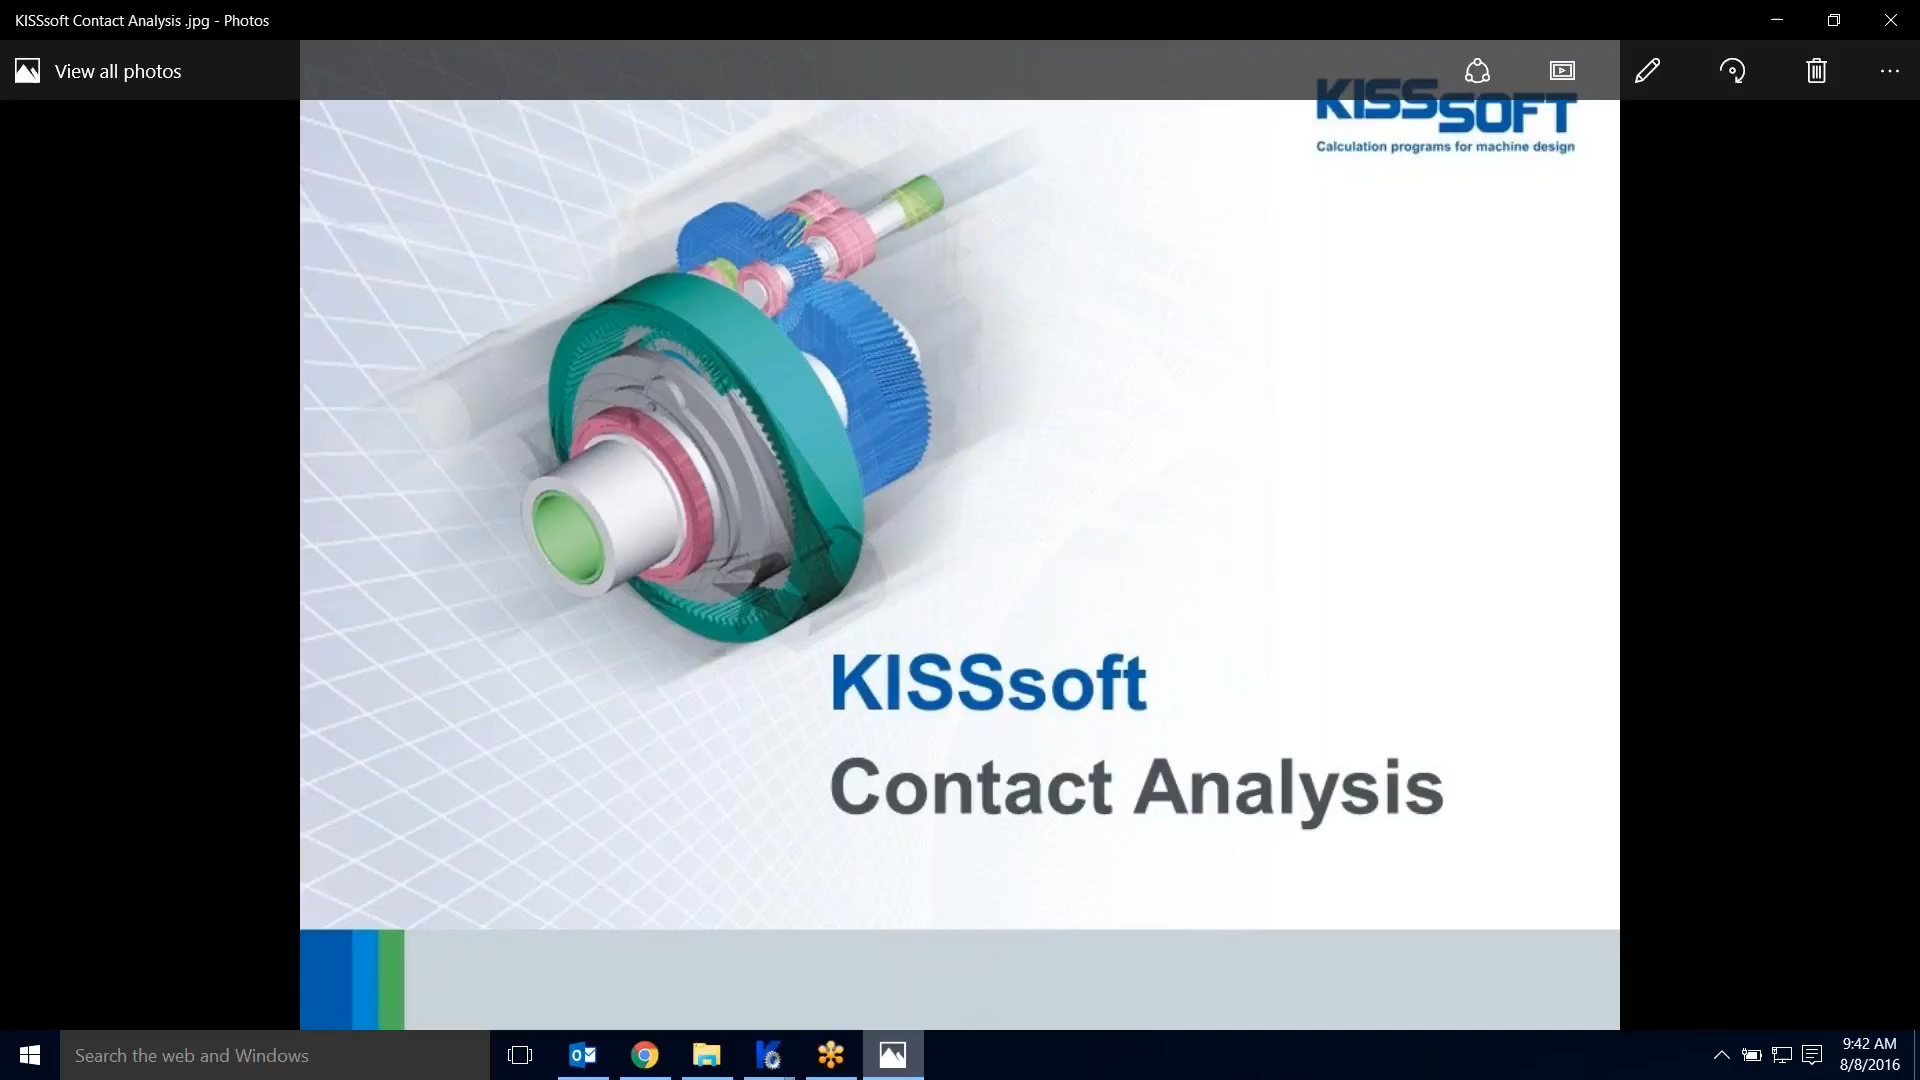 KISSsoft Contact Analysis .jpg - Photos
View all photos
KISSSOFT
Calculation programs for machine design
KISSsoft
Contact Analysis
Search the web and Windows
9:42 AM
8/8/2016